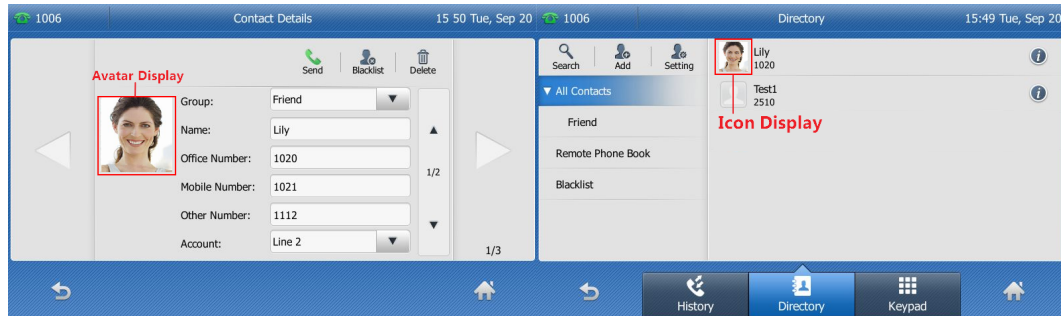 1006 Contact Details 15 50 Tue, Sep 20
Send Blacklist Delete
Avatar Display
Group: Friend
Name: Lily
Office Number: 1020
1/2
Mobile Number: 1021
Other Number: 1112
Account: Line 2
1/3
1006 Directory 15:49 Tue, Sep 20
Search Add Setting
Lily
1020
All Contacts
Test1
2510
Icon Display
Friend
Remote Phone Book
Blacklist
History Directory Keypad